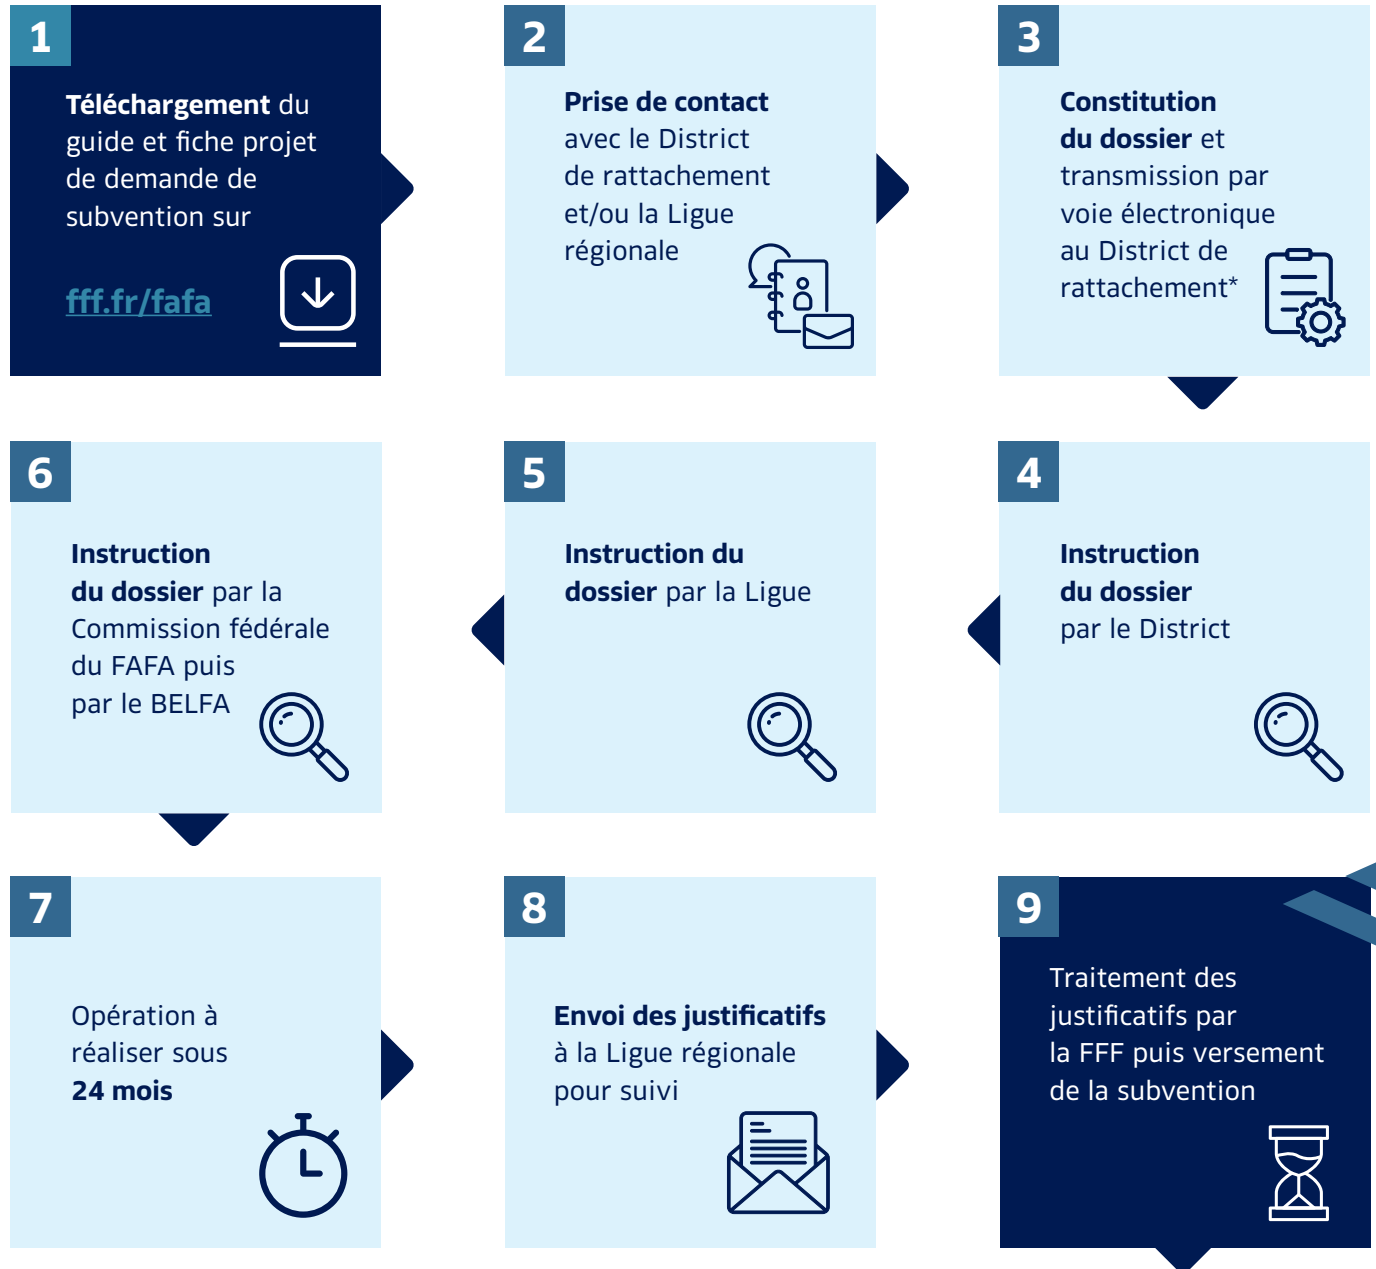 1
Téléchargement du
guide et fiche projet
de demande de
subvention sur
fff.fr/fafa
2
Prise de contact
avec le District
de rattachement
et/ou la Ligue
régionale
3
Constitution
du dossier et
transmission par
voie électronique
au District de
rattachement*
4
Instruction
du dossier
par le District
5
Instruction du
dossier par la Ligue
6
Instruction
du dossier par la
Commission fédérale
du FAFA puis
par le BELFA
7
Opération à
réaliser sous
24 mois
8
Envoi des justificatifs
à la Ligue régionale
pour suivi
9
Traitement des
justificatifs par
la FFF puis versement
de la subvention